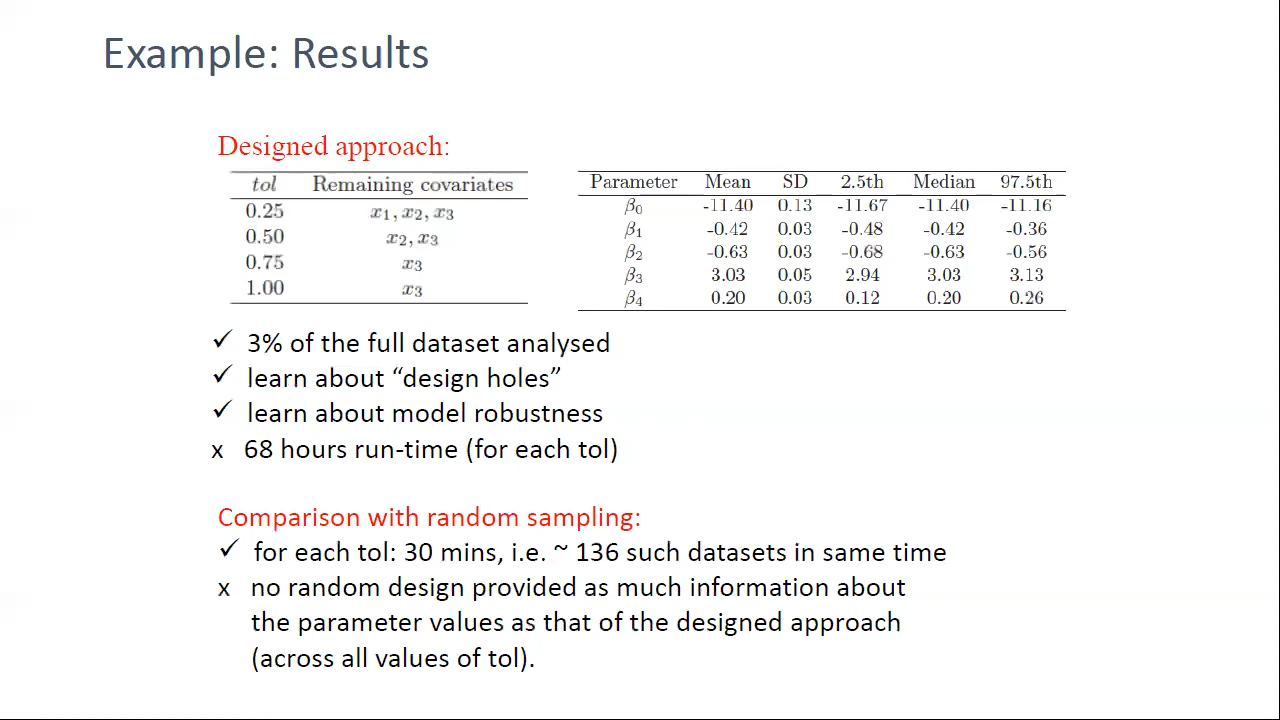 Example: Results
Designed approach:
tol Remaining covariates
0.25 x₁, x₂, x₃
0.50 x₂, x₃
0.75 x₃
1.00 x₃
Parameter Mean SD 2.5th Median 97.5th
β₀ -11.40 0.13 -11.67 -11.40 -11.16
β₁ -0.42 0.03 -0.48 -0.42 -0.36
β₂ -0.63 0.03 -0.68 -0.63 -0.56
β₃ 3.03 0.05 2.94 3.03 3.13
β₄ 0.20 0.03 0.12 0.20 0.26
✓ 3% of the full dataset analysed
✓ learn about “design holes”
✓ learn about model robustness
x 68 hours run-time (for each tol)
Comparison with random sampling:
✓ for each tol: 30 mins, i.e. ~ 136 such datasets in same time
x no random design provided as much information about
the parameter values as that of the designed approach
(across all values of tol).